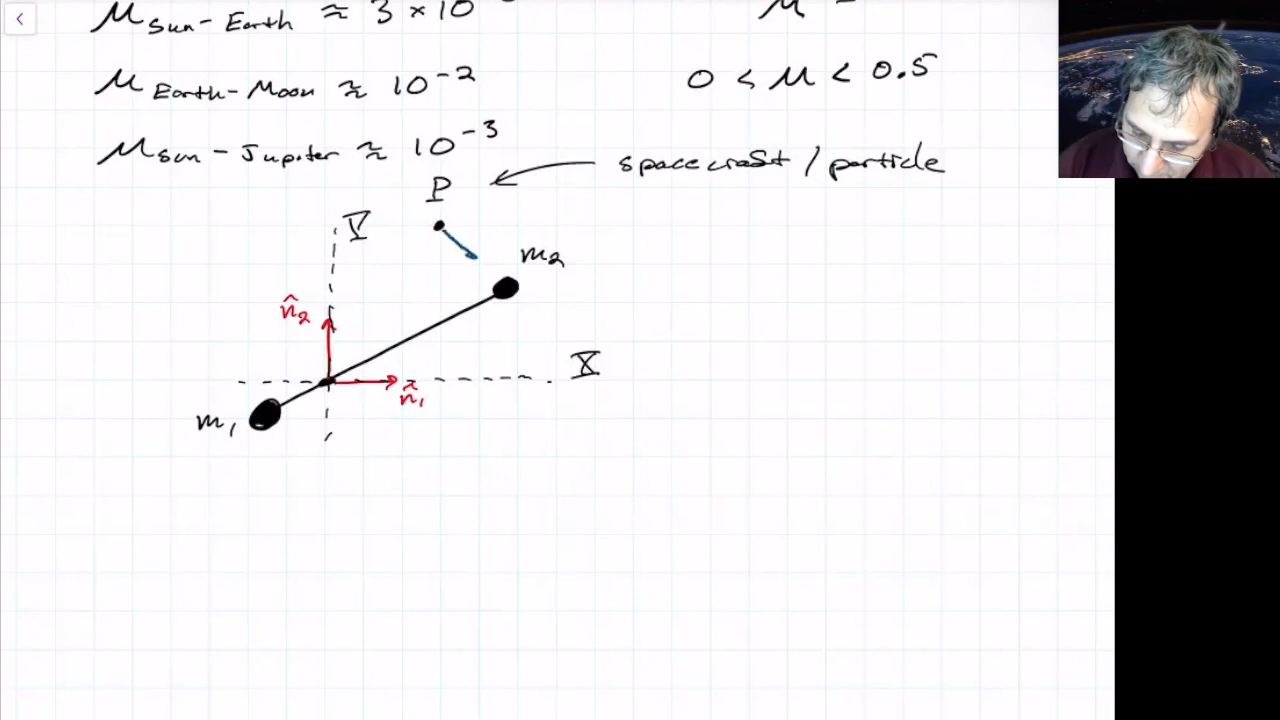 μ Sun-Earth ≈ 3 × 10
μ
0 < μ < 0.5
μ Earth-Moon ≈ 10⁻²
μ Sun-Jupiter ≈ 10⁻³
spacecraft / particle
P
Y
m₂
n̂₂
X
n̂₁
m₁